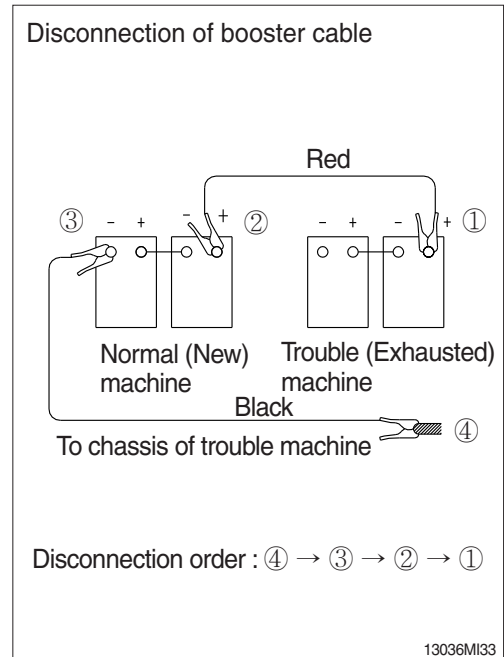 Disconnection of booster cable
Red
③ - + - + ② - + - + ①
Normal (New)
machine
Trouble (Exhausted)
machine
Black
To chassis of trouble machine ④
Disconnection order : ④ → ③ → ② → ①
13036MI33